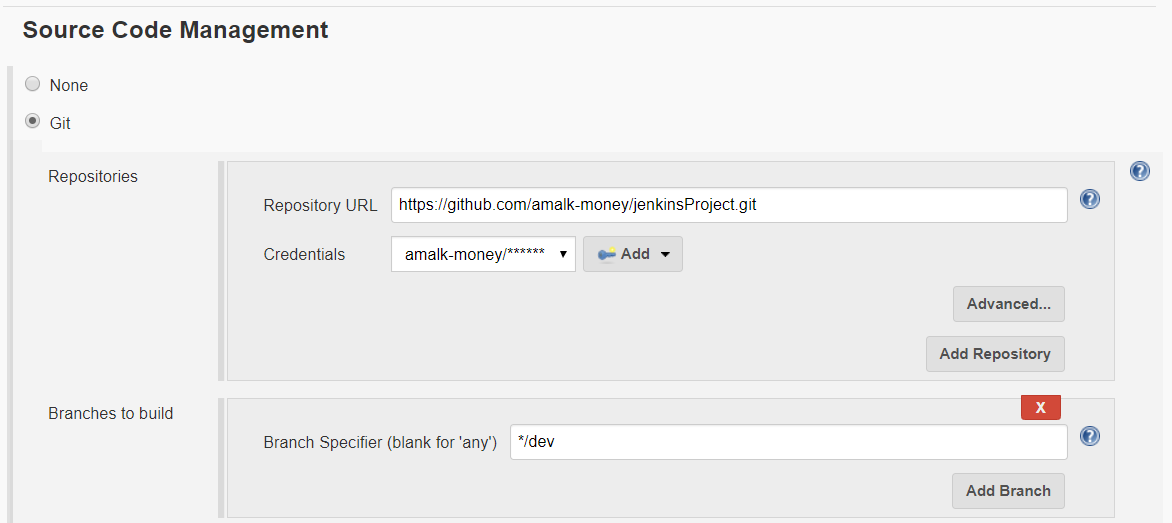 Source Code Management
None
Git
Repositories
?
Repository URL https://github.com/amalk-money/jenkinsProject.git ?
Credentials amalk-money/****** Add
Advanced...
Add Repository
Branches to build
X
Branch Specifier (blank for 'any') */dev ?
Add Branch